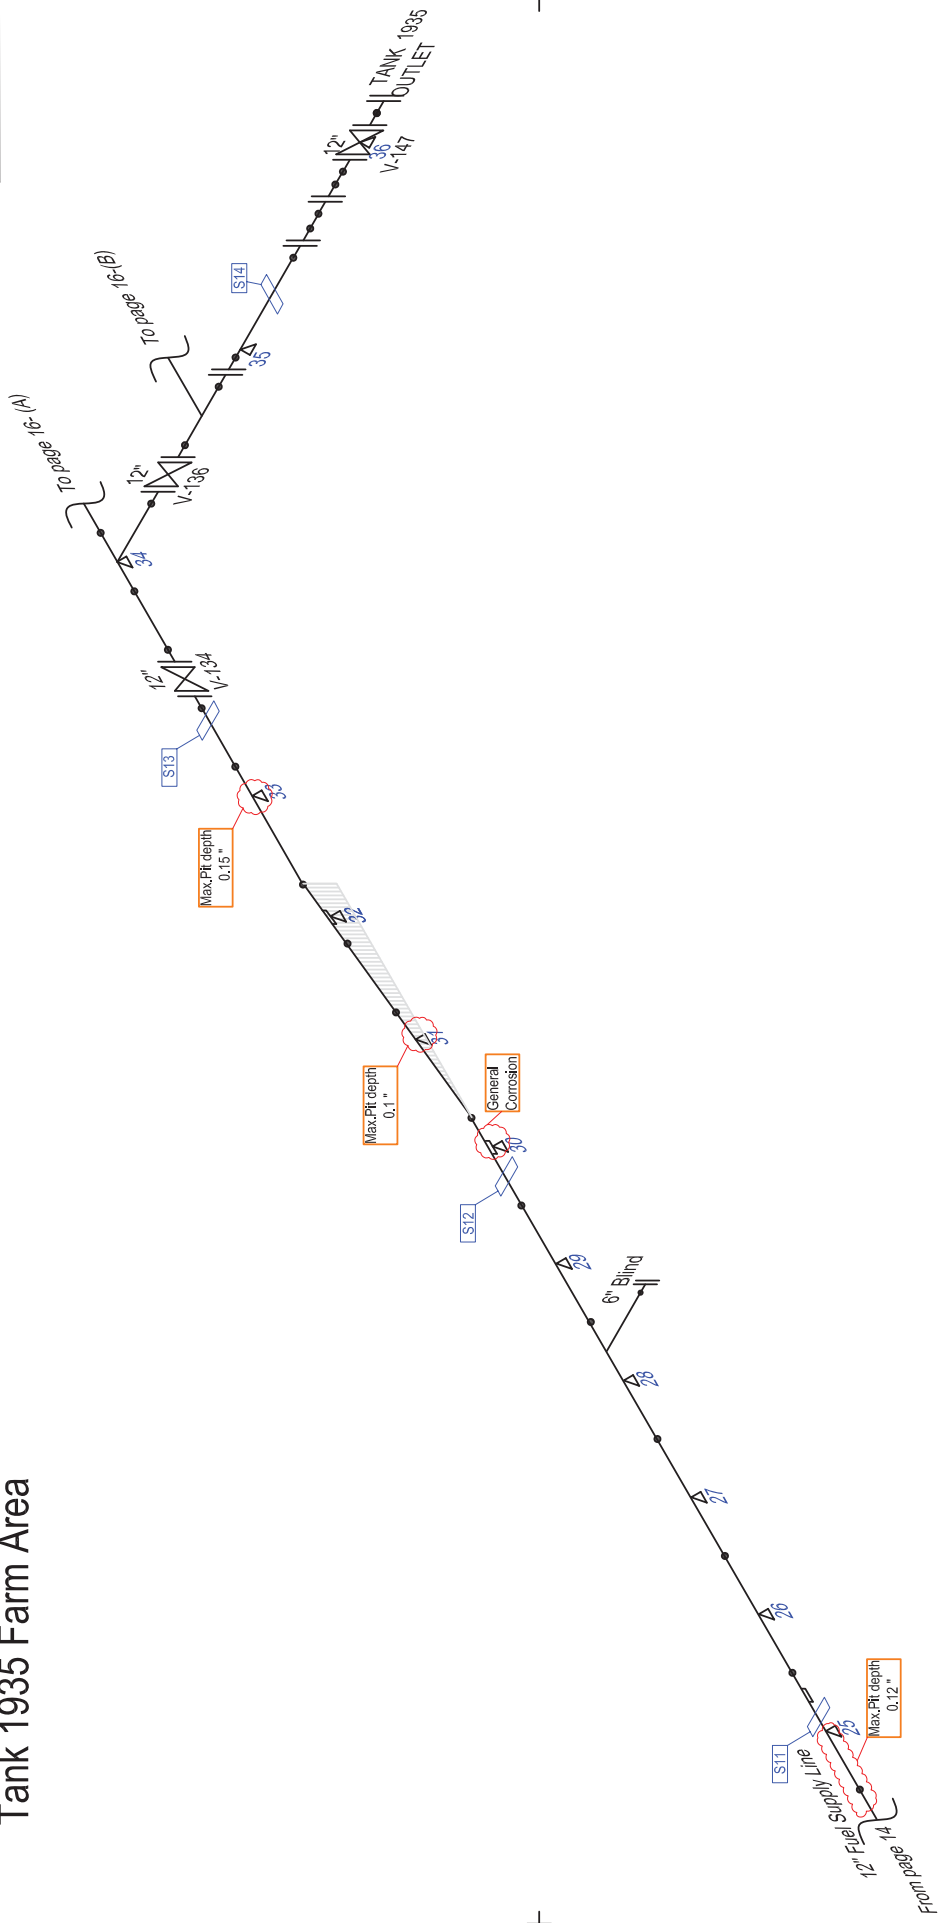 Tank 1935 Farm Area
From page 14
12" Fuel Supply Line
S11
25
Max.Pit depth
0.12 "
26
27
28
6" Blind
29
S12
30
General
Corrosion
Max.Pit depth
0.1 "
31
32
Max.Pit depth
0.15 "
33
S13
12"
V-134
34
To page 16-(A)
12"
V-136
To page 16-(B)
35
S14
12"
36
V-147
TANK 1935
OUTLET